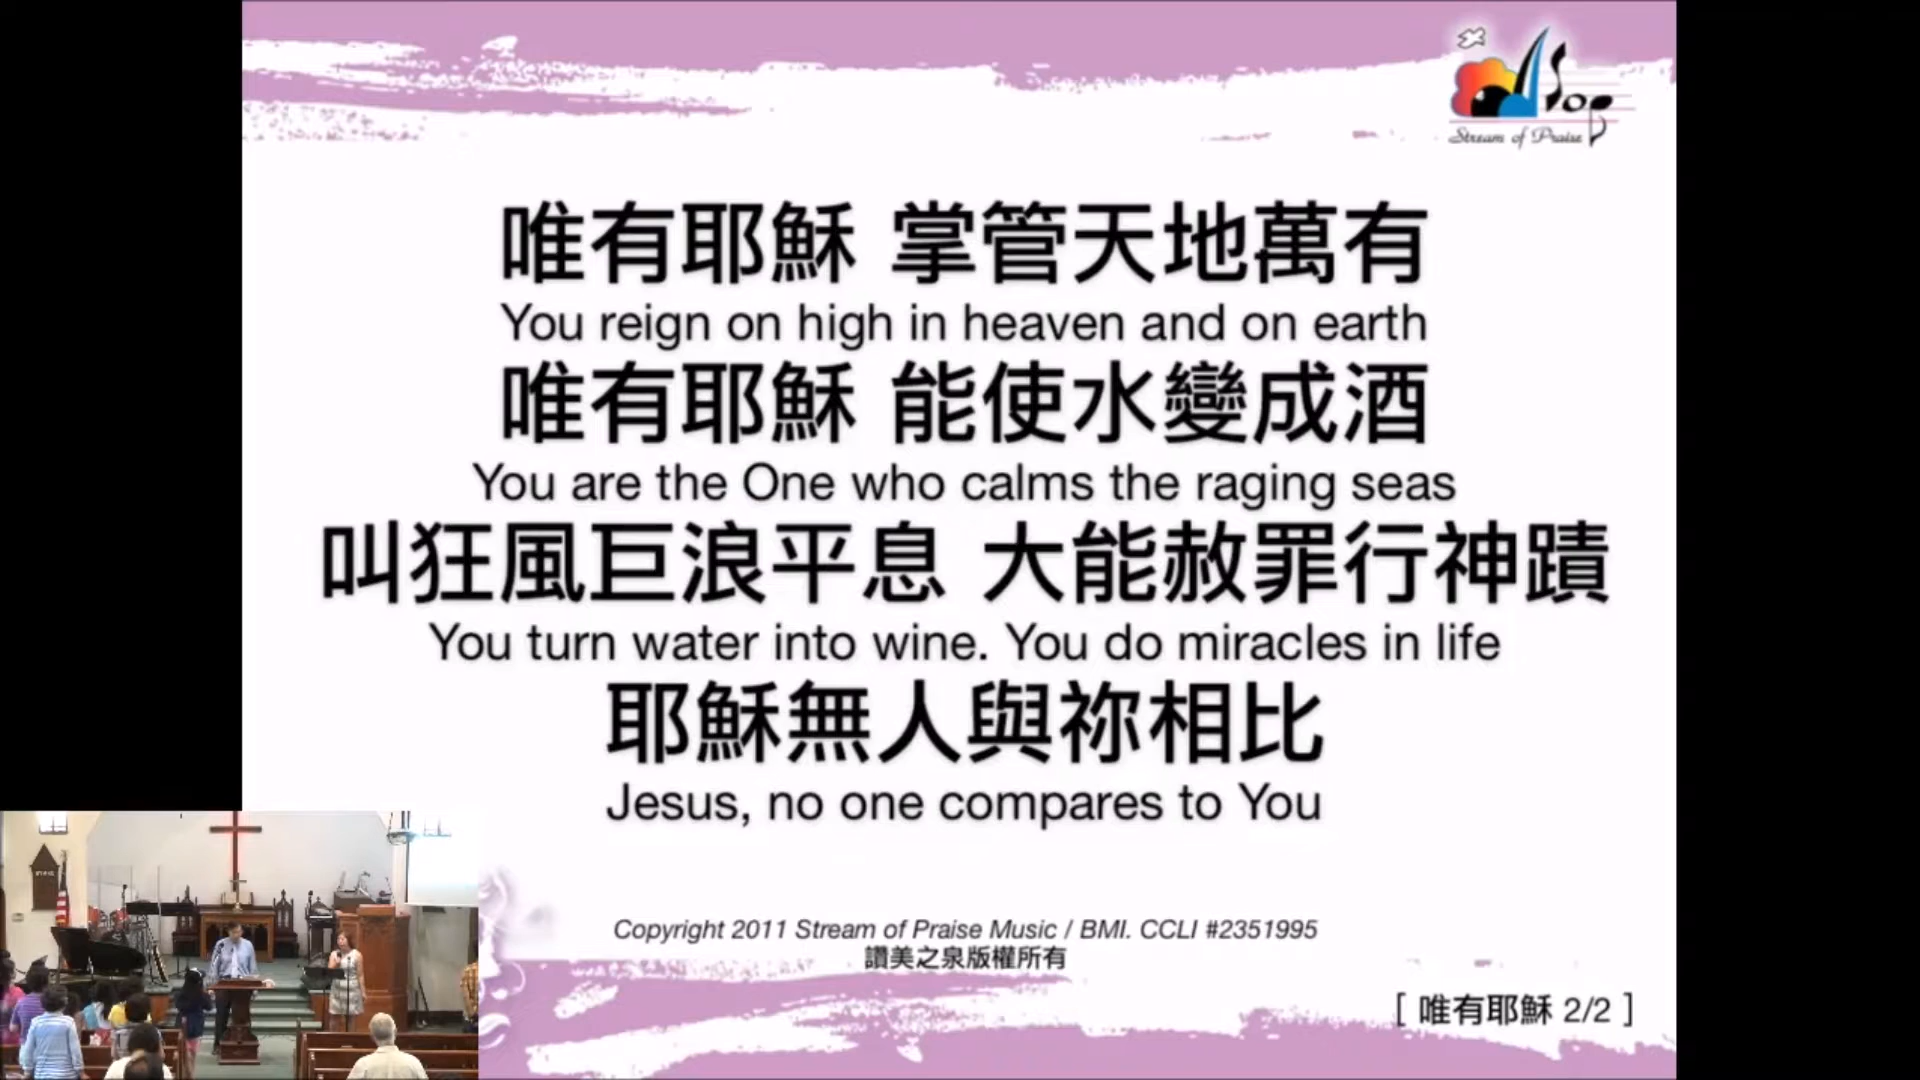 SOP
Stream of Praise
唯有耶穌 掌管天地萬有
You reign on high in heaven and on earth
唯有耶穌 能使水變成酒
You are the One who calms the raging seas
叫狂風巨浪平息 大能赦罪行神蹟
You turn water into wine. You do miracles in life
耶穌無人與祢相比
Jesus, no one compares to You
Copyright 2011 Stream of Praise Music / BMI. CCLI #2351995
讚美之泉版權所有
[ 唯有耶穌 2/2 ]